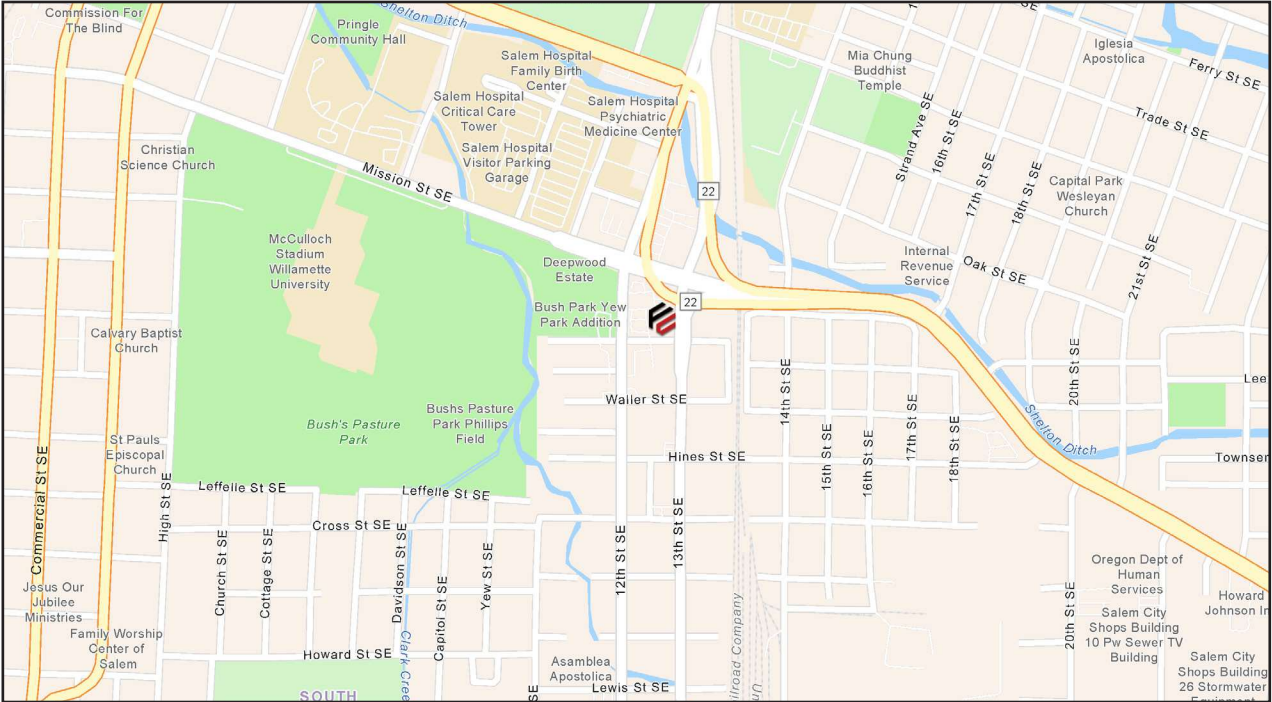 Commission For
The Blind
Pringle
Community Hall
Shelton Ditch
Salem Hospital
Family Birth
Center
Salem Hospital
Critical Care
Tower
Salem Hospital
Psychiatric
Medicine Center
Salem Hospital
Visitor Parking
Garage
Mia Chung
Buddhist
Temple
Iglesia
Apostolica
SE
Ferry St SE
Trade St SE
Strand Ave SE
16th St SE
17th St SE
18th St SE
Capital Park
Wesleyan
Church
Christian
Science Church
Mission St SE
22
McCulloch
Stadium
Willamette
University
Deepwood
Estate
Internal
Revenue
Service
Oak St SE
21st St SE
Bush Park Yew
Park Addition
22
Calvary Baptist
Church
Waller St SE
14th St SE
20th St SE
Lee
Bush's Pasture
Park
Bushs Pasture
Park Phillips
Field
Shelton Ditch
St Pauls
Episcopal
Church
Hines St SE
15th St SE
16th St SE
17th St SE
18th St SE
Townser
Commercial St SE
High St SE
Leffelle St SE
Leffelle St SE
Cross St SE
Church St SE
Cottage St SE
Davidson St SE
Capitol St SE
Yew St SE
12th St SE
13th St SE
Oregon Dept of
Human
Services
Jesus Our
Jubilee
Ministries
Howard
Johnson In
Salem City
Shops Building
10 Pw Sewer TV
Building
20th St SE
Family Worship
Center of
Salem
Howard St SE
Clark Cree
Asamblea
Apostolica
Salem City
Shops Building
26 Stormwater
Equipment
SOUTH
SE
Lewis St SE
ilroad Company
Un